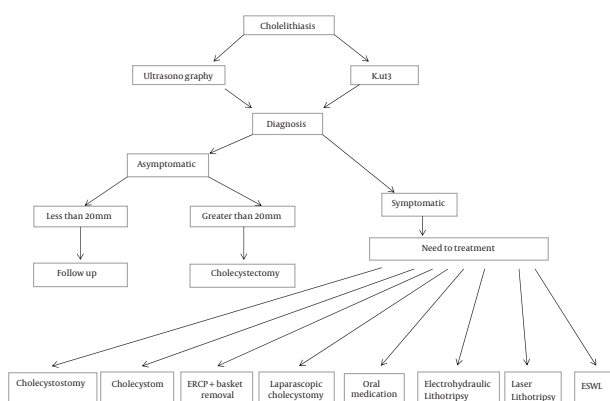 Cholelithiasis
Ultrasono graphy
K.u13
Diagnosis
Asymptomatic
Symptomatic
Less than 20mm
Greater than 20mm
Need to treatment
Follow up
Cholecystectomy
Cholecystostomy
Cholecystom
ERCP + basket
removal
Laparascopic
cholecystomy
Oral
medication
Electrohydraulic
Lithotripsy
Laser
Lithotripsy
ESWL